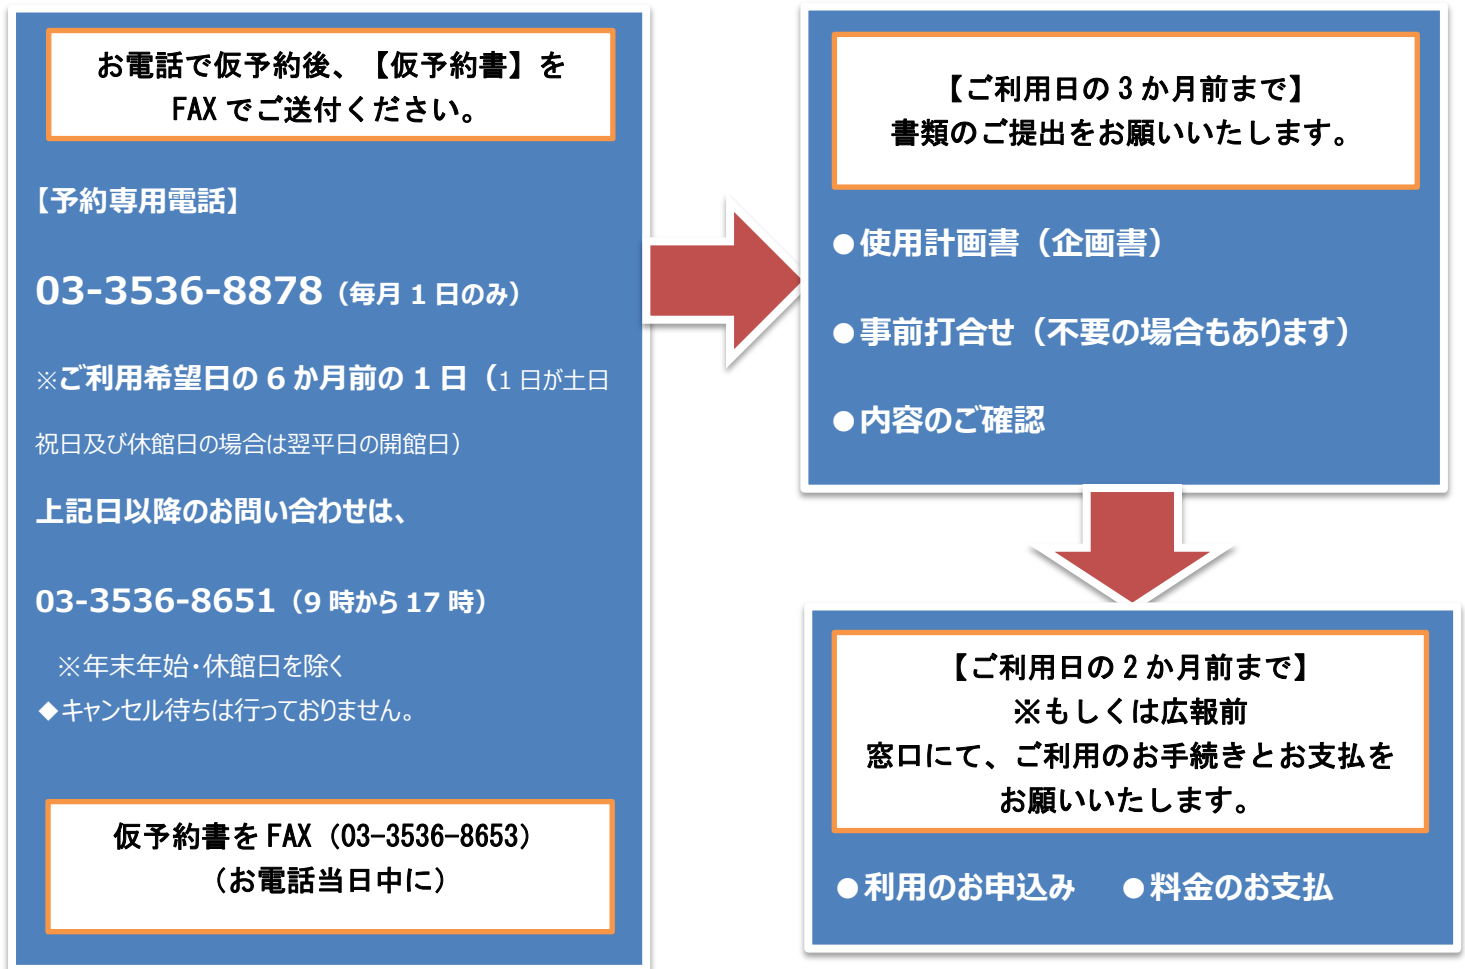 お電話で仮予約後、【仮予約書】を
FAXでご送付ください。
【予約専用電話】
03-3536-8878（毎月1日のみ）
※ご利用希望日の6か月前の1日（1日が土日
祝日及び休館日の場合は翌平日の開館日）
上記日以降のお問い合わせは、
03-3536-8651（9時から17時）
※年末年始・休館日を除く
◆キャンセル待ちは行っておりません。
仮予約書をFAX（03-3536-8653）
（お電話当日中に）
【ご利用日の3か月前まで】
書類のご提出をお願いいたします。
●使用計画書（企画書）
●事前打合せ（不要の場合もあります）
●内容のご確認
【ご利用日の2か月前まで】
※もしくは広報前
窓口にて、ご利用のお手続きとお支払を
お願いいたします。
●利用のお申込み　●料金のお支払